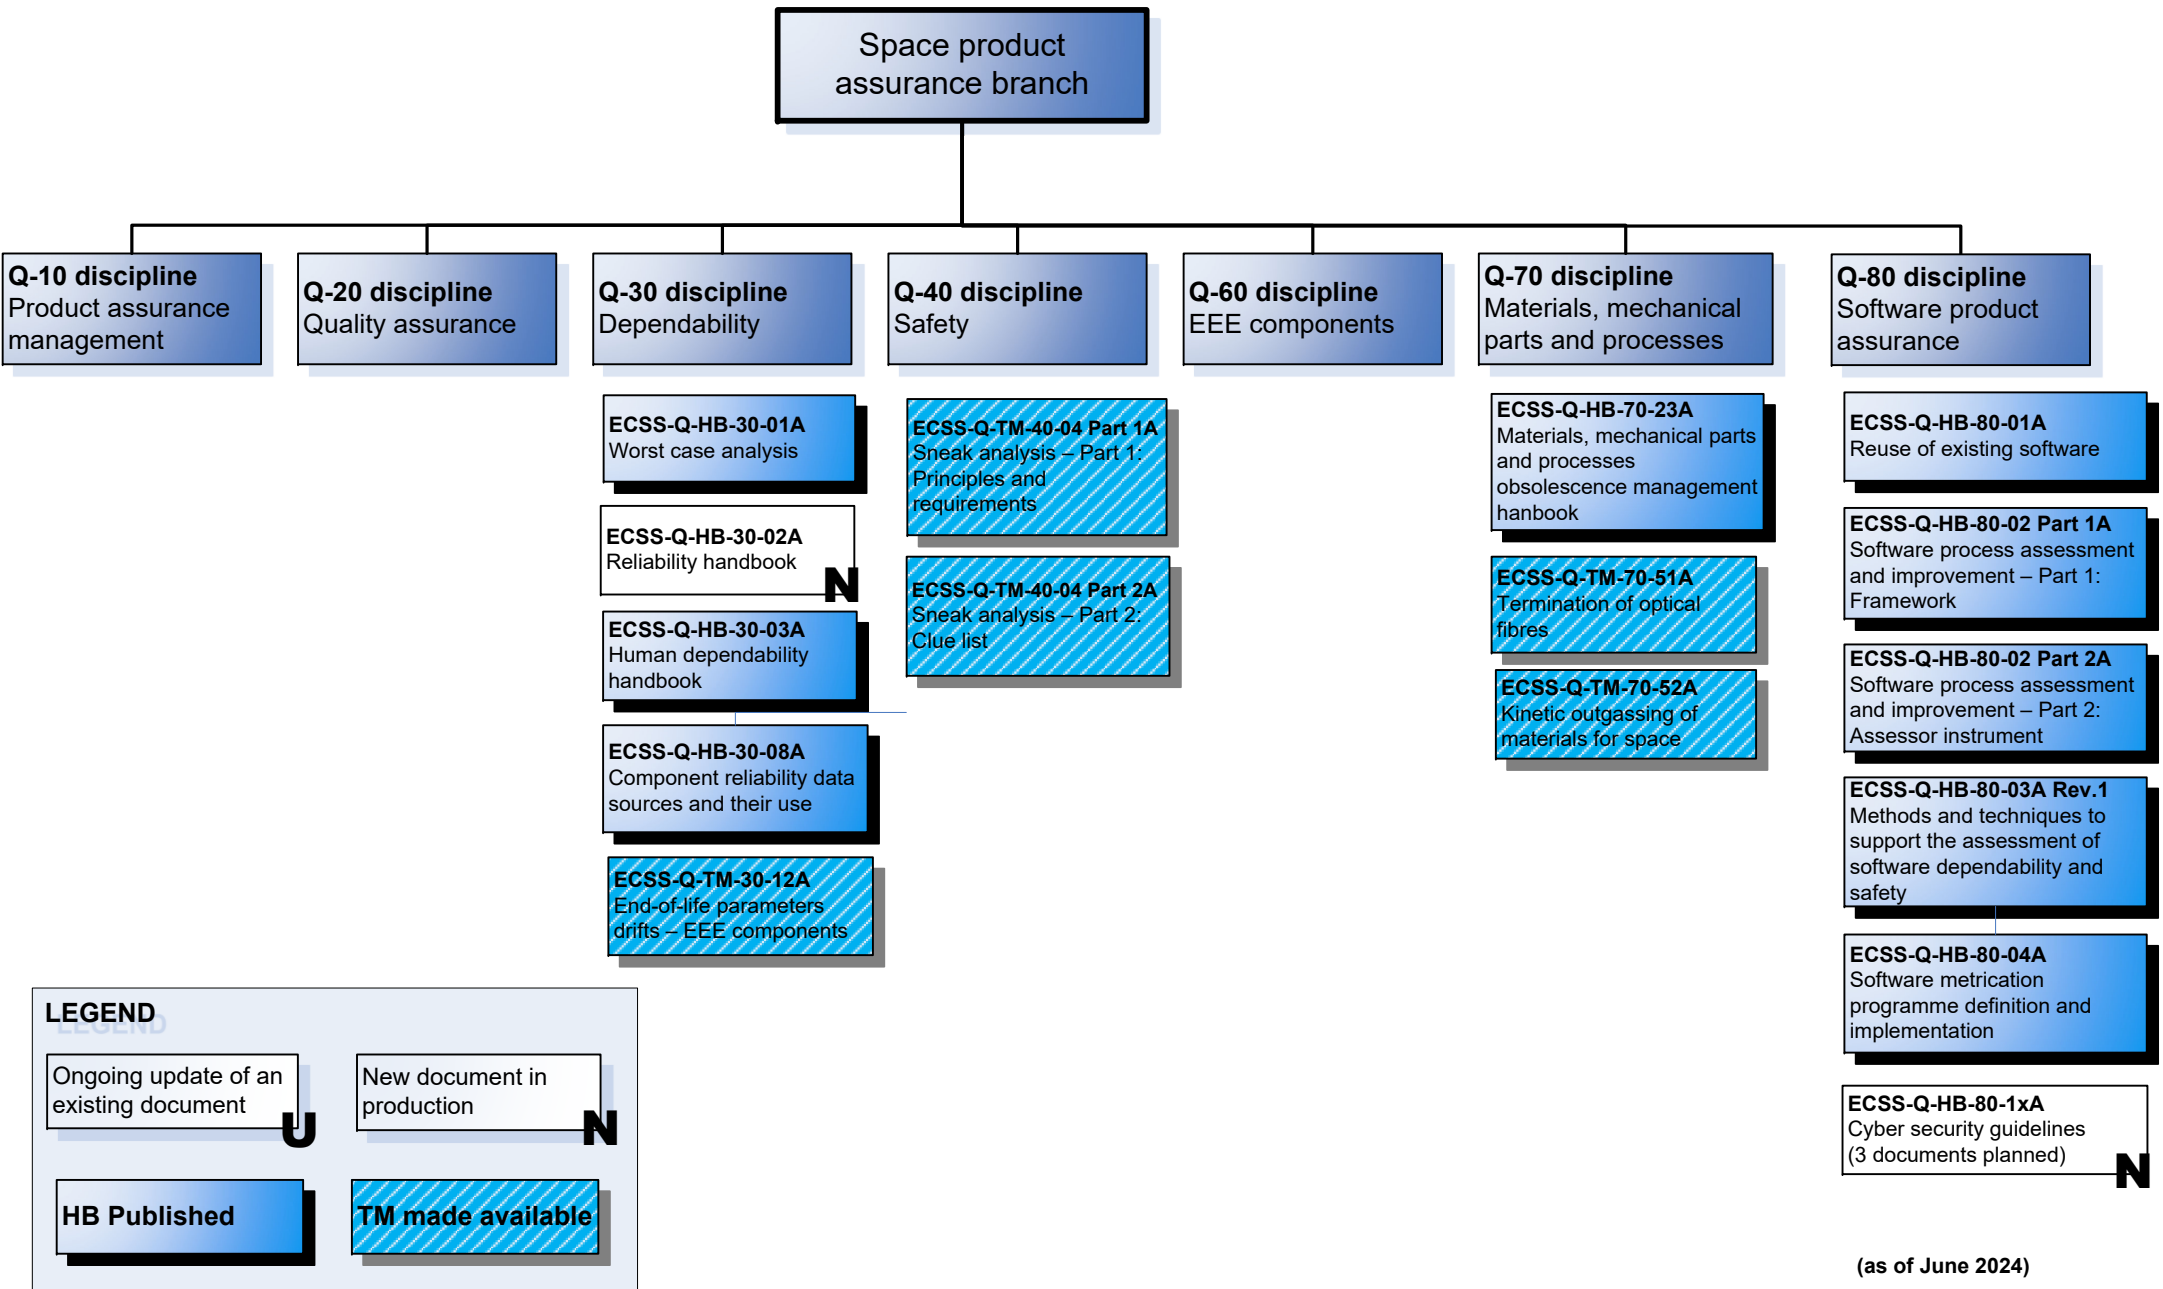 Space product
assurance branch
Q-10 discipline
Product assurance
management
Q-20 discipline
Quality assurance
Q-30 discipline
Dependability
Q-40 discipline
Safety
Q-60 discipline
EEE components
Q-70 discipline
Materials, mechanical
parts and processes
Q-80 discipline
Software product
assurance
ECSS-Q-HB-30-01A
Worst case analysis
ECSS-Q-HB-30-02A
Reliability handbook
N
ECSS-Q-HB-30-03A
Human dependability
handbook
ECSS-Q-HB-30-08A
Component reliability data
sources and their use
ECSS-Q-TM-30-12A
End-of-life parameters
drifts – EEE components
ECSS-Q-TM-40-04 Part 1A
Sneak analysis – Part 1:
Principles and
requirements
ECSS-Q-TM-40-04 Part 2A
Sneak analysis – Part 2:
Clue list
ECSS-Q-HB-70-23A
Materials, mechanical parts
and processes
obsolescence management
hanbook
ECSS-Q-TM-70-51A
Termination of optical
fibres
ECSS-Q-TM-70-52A
Kinetic outgassing of
materials for space
ECSS-Q-HB-80-01A
Reuse of existing software
ECSS-Q-HB-80-02 Part 1A
Software process assessment
and improvement – Part 1:
Framework
ECSS-Q-HB-80-02 Part 2A
Software process assessment
and improvement – Part 2:
Assessor instrument
ECSS-Q-HB-80-03A Rev.1
Methods and techniques to
support the assessment of
software dependability and
safety
ECSS-Q-HB-80-04A
Software metrication
programme definition and
implementation
ECSS-Q-HB-80-1xA
Cyber security guidelines
(3 documents planned)
N
LEGEND
Ongoing update of an
existing document
U
New document in
production
N
HB Published
TM made available
(as of June 2024)